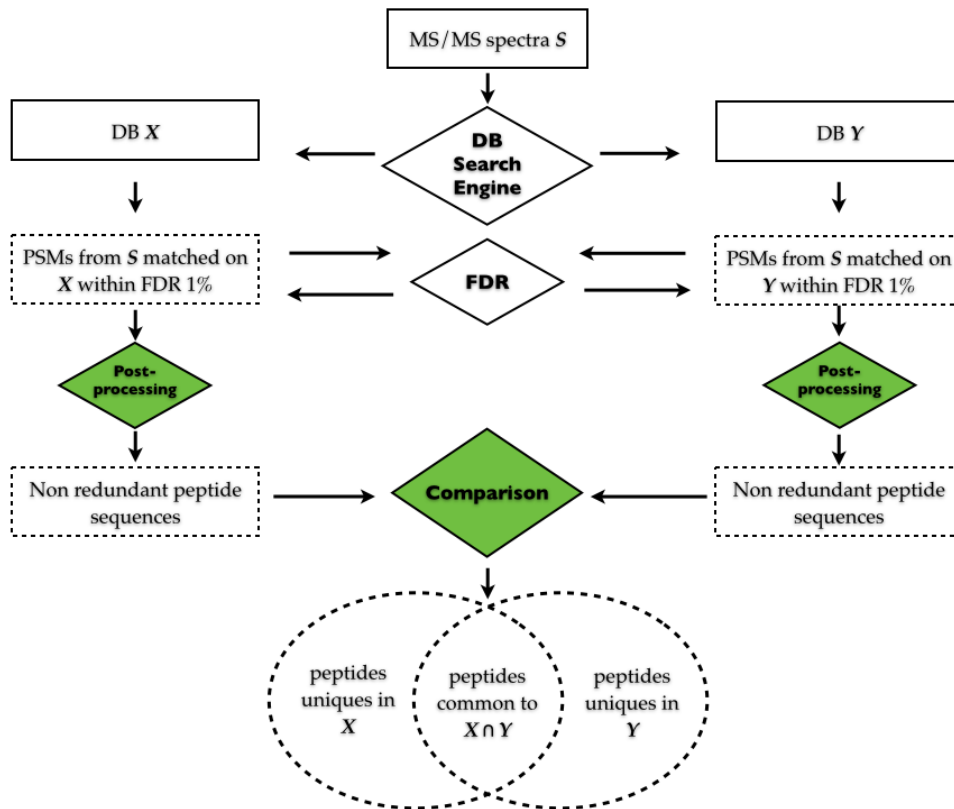 MS/MS spectra S
DB X
DB
Search
Engine
DB Y
PSMs from S matched on
X within FDR 1%
FDR
PSMs from S matched on
Y within FDR 1%
Post-
processing
Post-
processing
Non redundant peptide
sequences
Comparison
Non redundant peptide
sequences
peptides
uniques in
X
peptides
common to
X ∩ Y
peptides
uniques in
Y